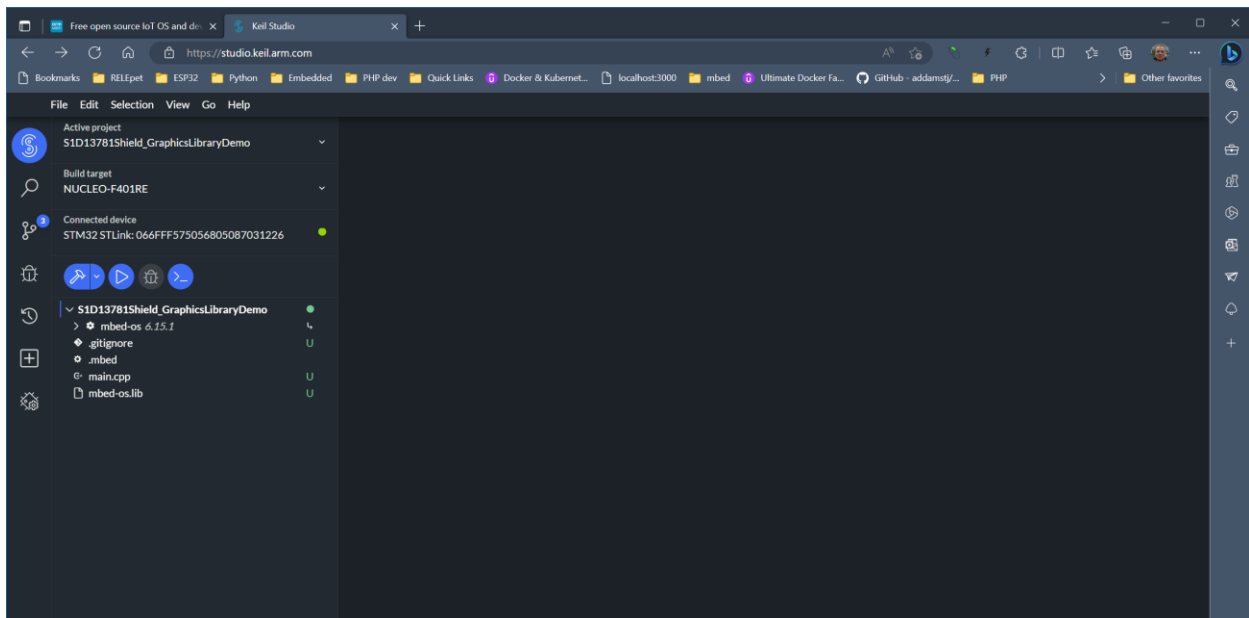 Free open source IoT OS and dev
Keil Studio
https://studio.keil.arm.com
Bookmarks
RELEpet
ESP32
Python
Embedded
PHP dev
Quick Links
Docker & Kubernet...
localhost:3000
mbed
Ultimate Docker Fa...
GitHub - addamstj/...
PHP
Other favorites
File Edit Selection View Go Help
Active project
S1D13781Shield_GraphicsLibraryDemo
Build target
NUCLEO-F401RE
3
Connected device
STM32 STLink: 066FFF575056805087031226
S1D13781Shield_GraphicsLibraryDemo
mbed-os 6.15.1
.gitignore U
.mbed
main.cpp U
mbed-os.lib U